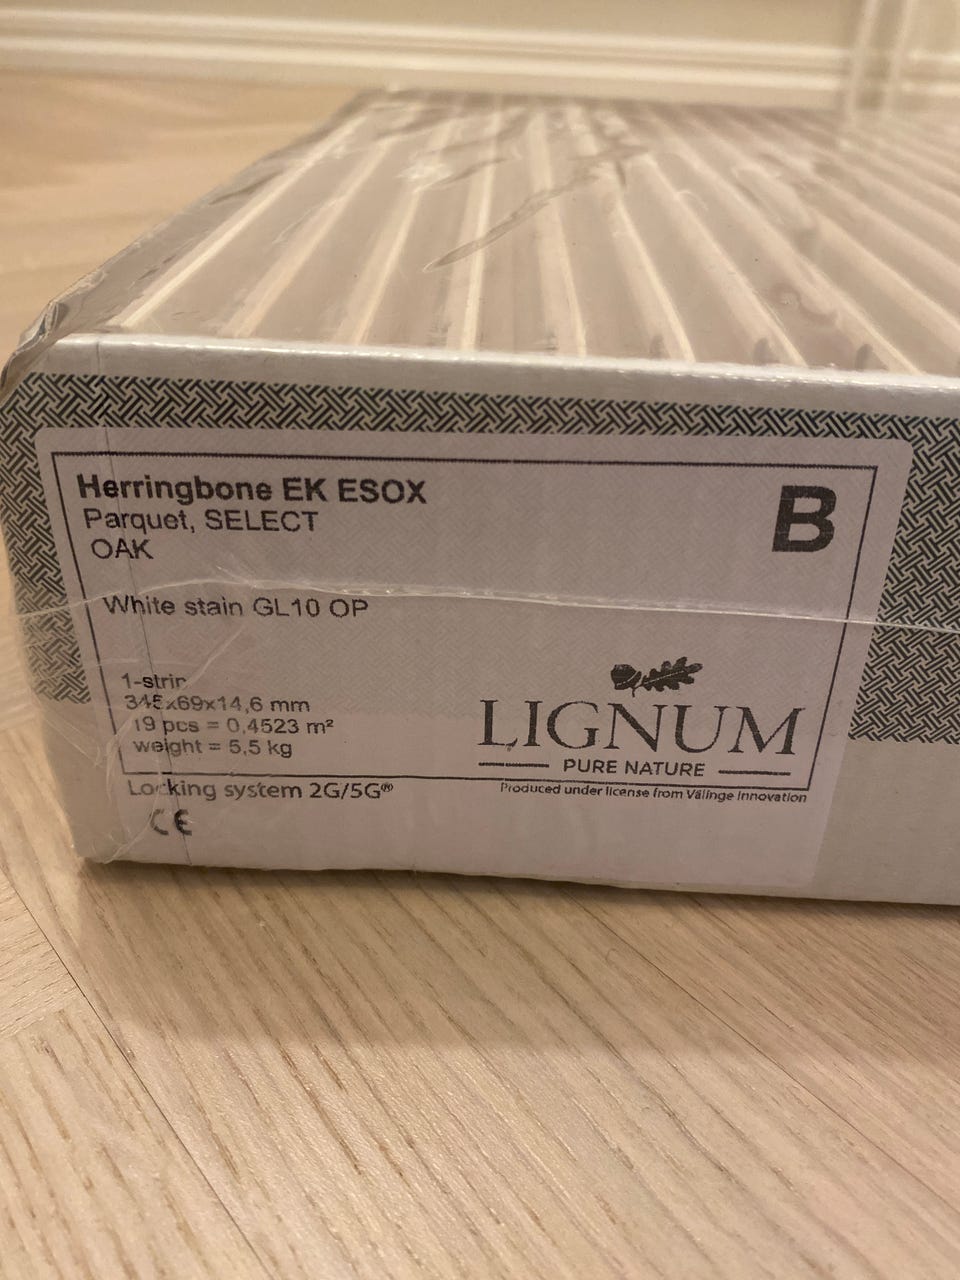 Herringbone EK ESOX
B
Parquet, SELECT
OAK
White stain GL10 OP
1-strip
345x69x14,6 mm
19 pcs = 0,4523 m²
weight = 5,5 kg
LIGNUM
PURE NATURE
Locking system 2G/5G®
Produced under license from Välinge Innovation
CE